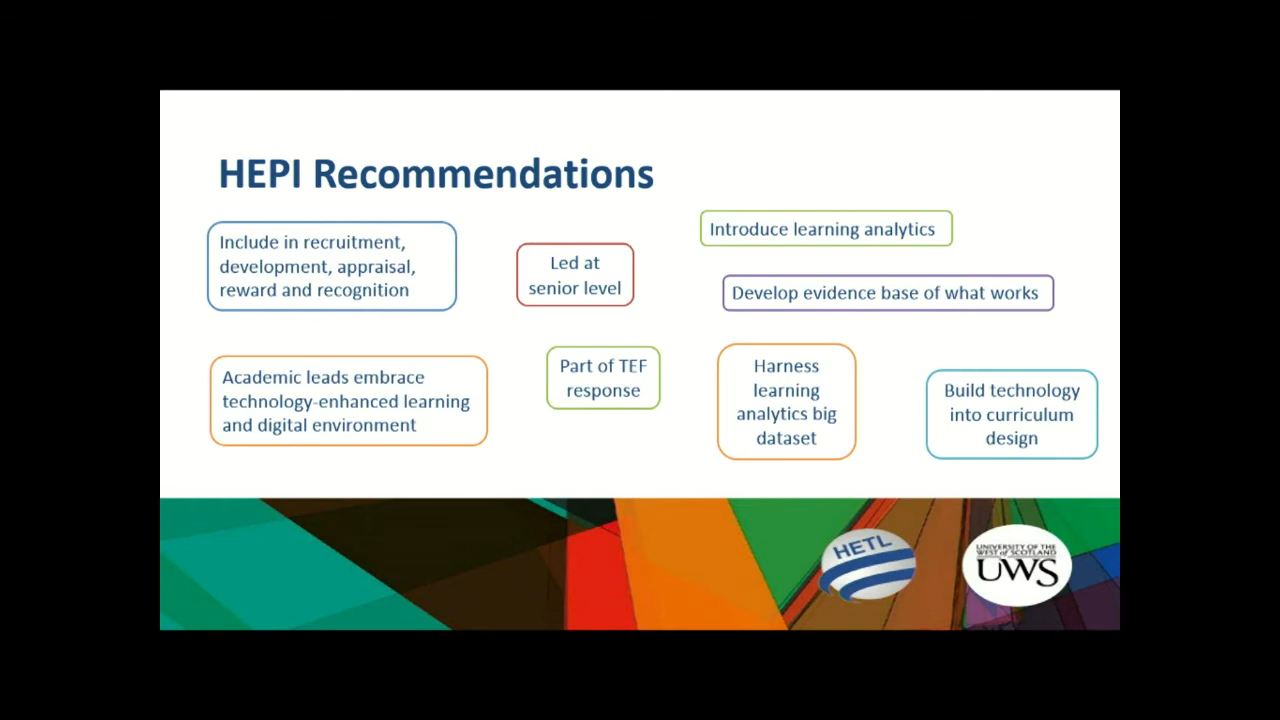 HEPI Recommendations
Include in recruitment,
development, appraisal,
reward and recognition
Led at
senior level
Introduce learning analytics
Develop evidence base of what works
Academic leads embrace
technology-enhanced learning
and digital environment
Part of TEF
response
Harness
learning
analytics big
dataset
Build technology
into curriculum
design
HETL
UNIVERSITY OF THE
WEST of SCOTLAND
UWS